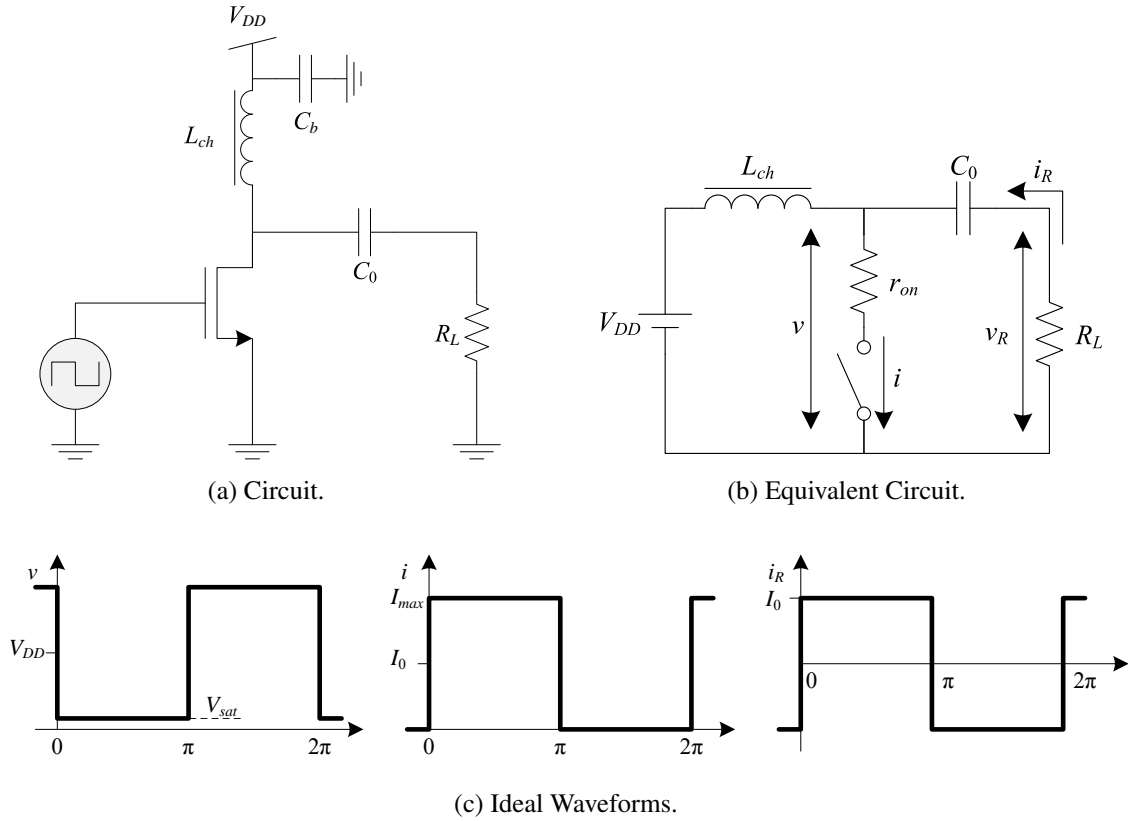 V_DD
C_b
L_ch
C_0
R_L
(a) Circuit.
L_ch
C_0
i_R
r_on
V_DD
v
i
v_R
R_L
(b) Equivalent Circuit.
v
V_DD
V_sat
0 π 2π
i
I_max
I_0
0 π 2π
i_R
I_0
0 π 2π
(c) Ideal Waveforms.